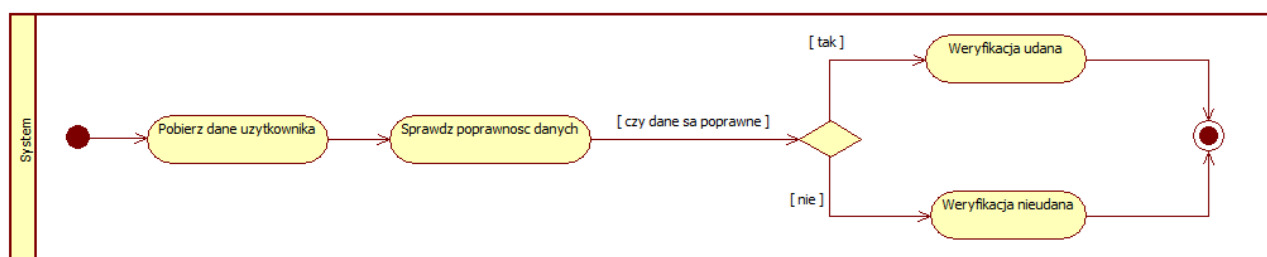 System
Pobierz dane uzytkownika
Sprawdz poprawnosc danych
[ czy dane sa poprawne ]
[ tak ]
Weryfikacja udana
[ nie ]
Weryfikacja nieudana